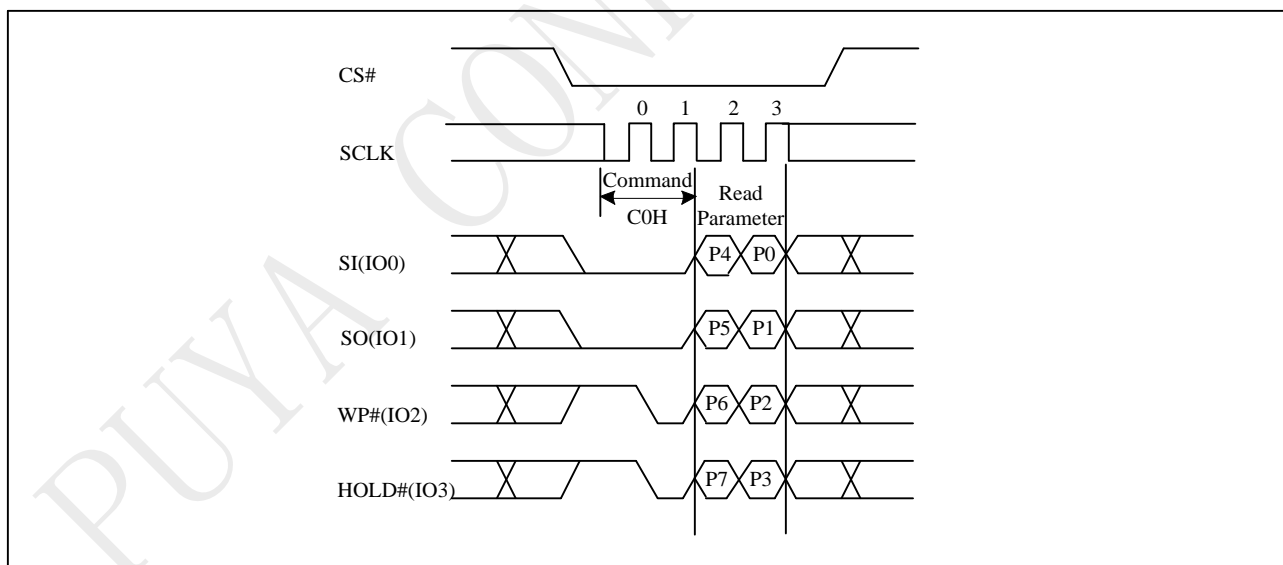 CS#
0 1 2 3
SCLK
Command
C0H
Read
Parameter
SI(IO0)
P4 P0
SO(IO1)
P5 P1
WP#(IO2)
P6 P2
HOLD#(IO3)
P7 P3
PUYA CONF